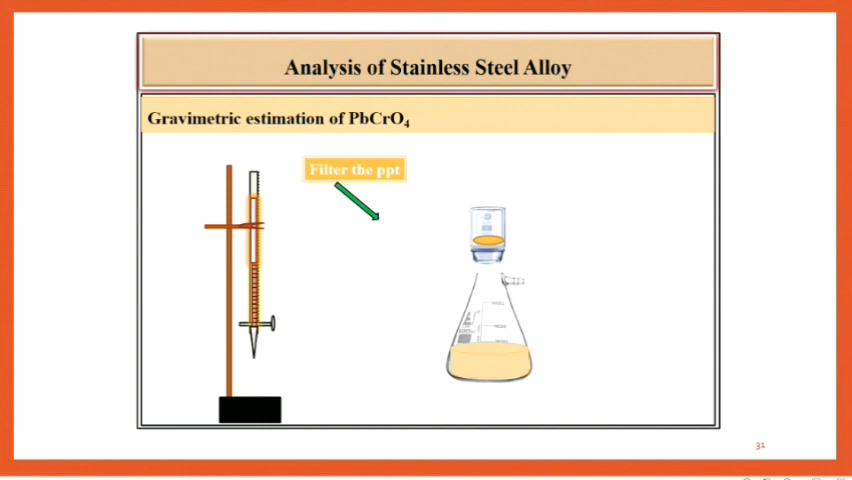 Analysis of Stainless Steel Alloy
Gravimetric estimation of PbCrO₄
Filter the ppt
31